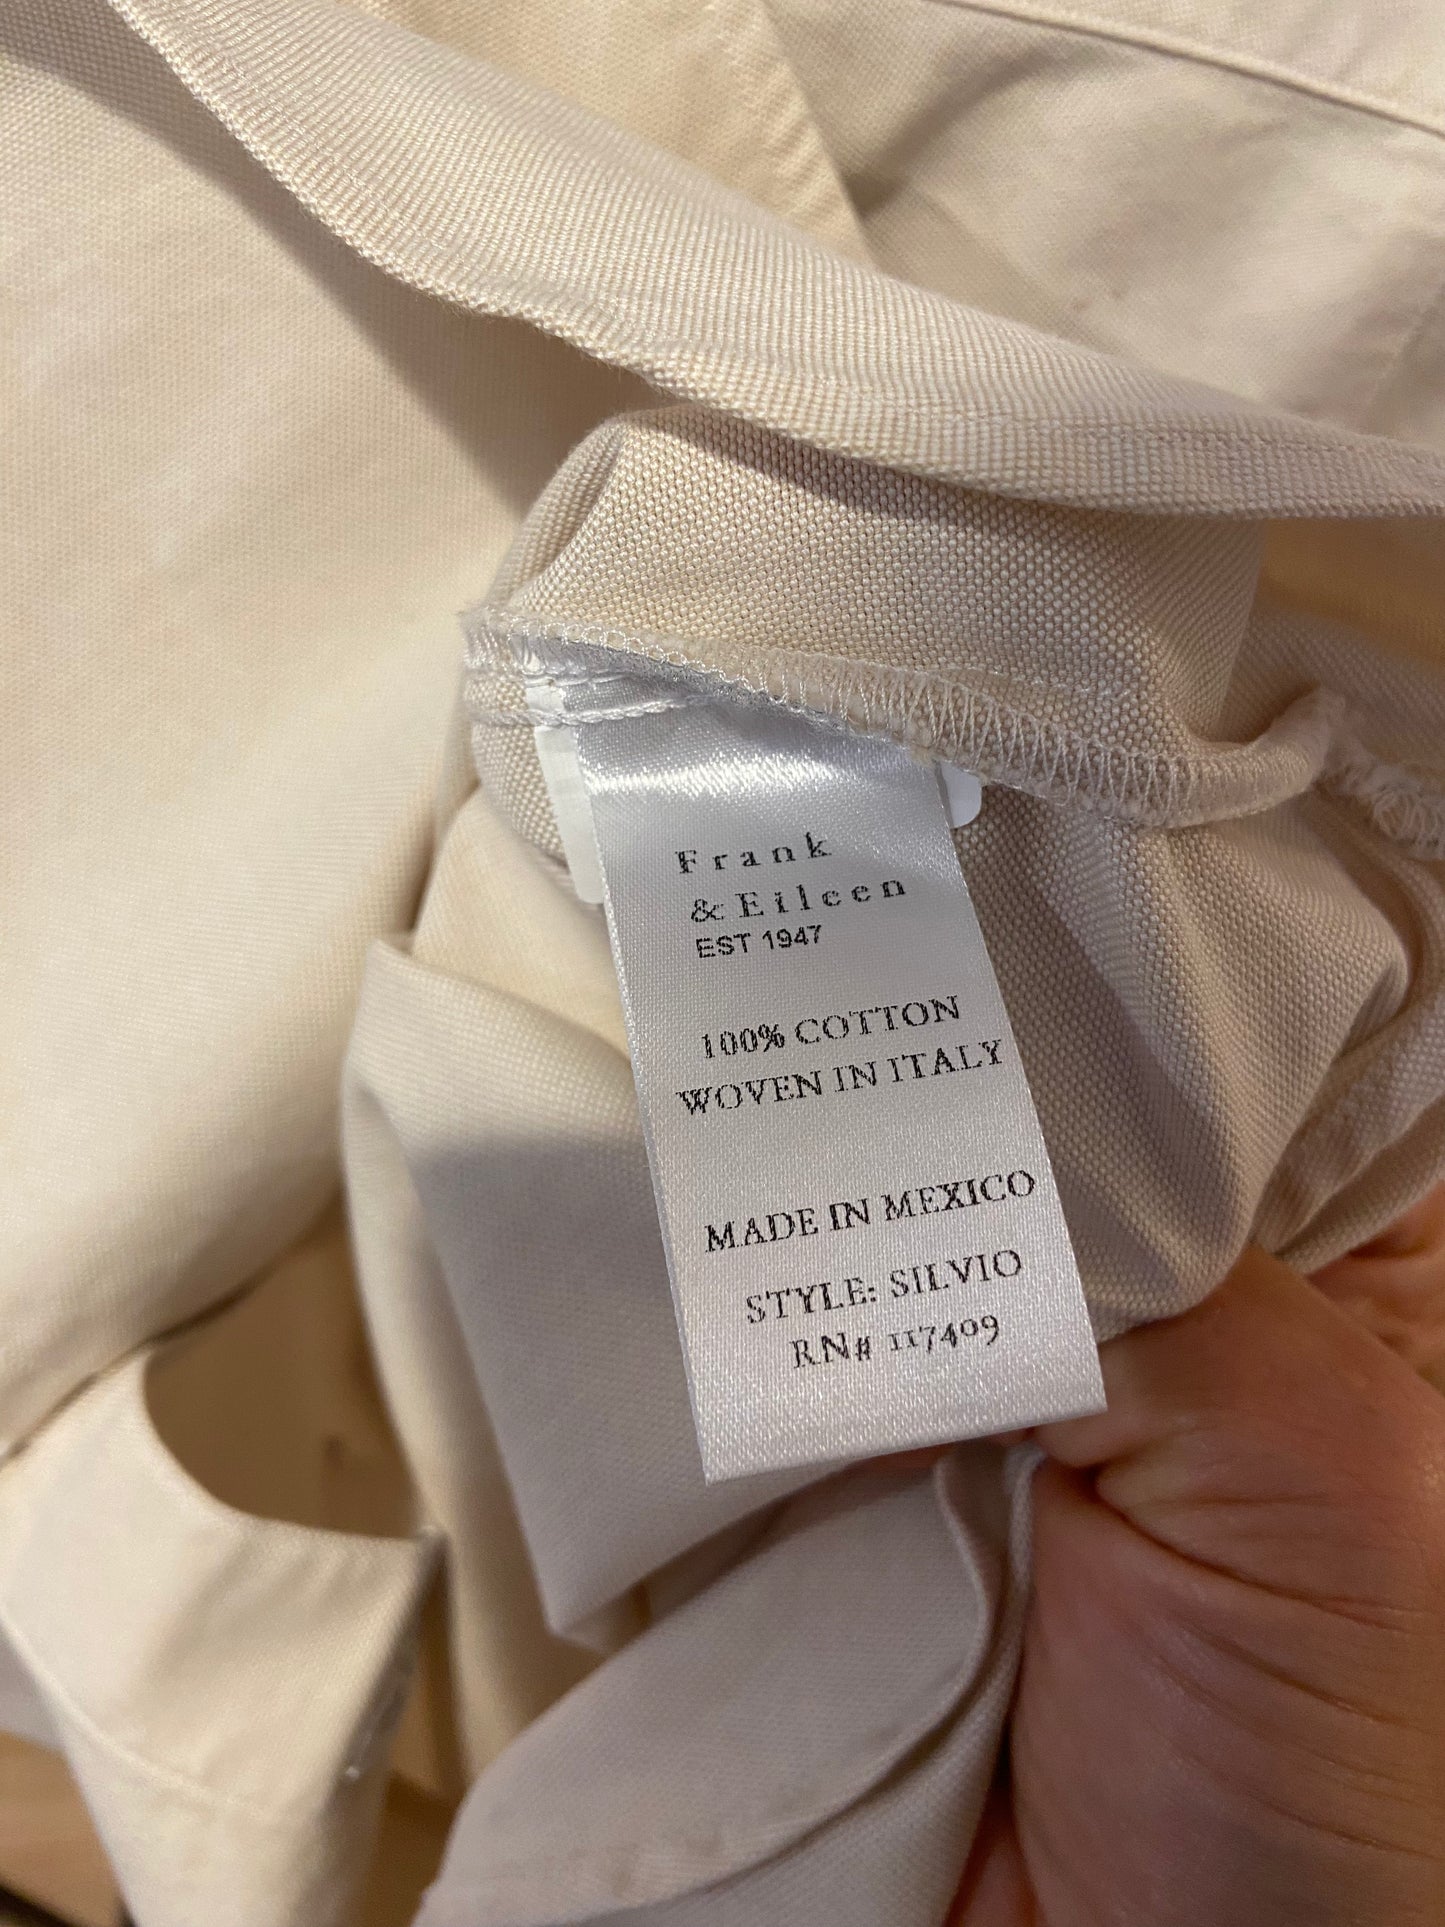 Frank
& Eileen
EST 1947
100% COTTON
WOVEN IN ITALY
MADE IN MEXICO
STYLE: SILVIO
RN# 117409